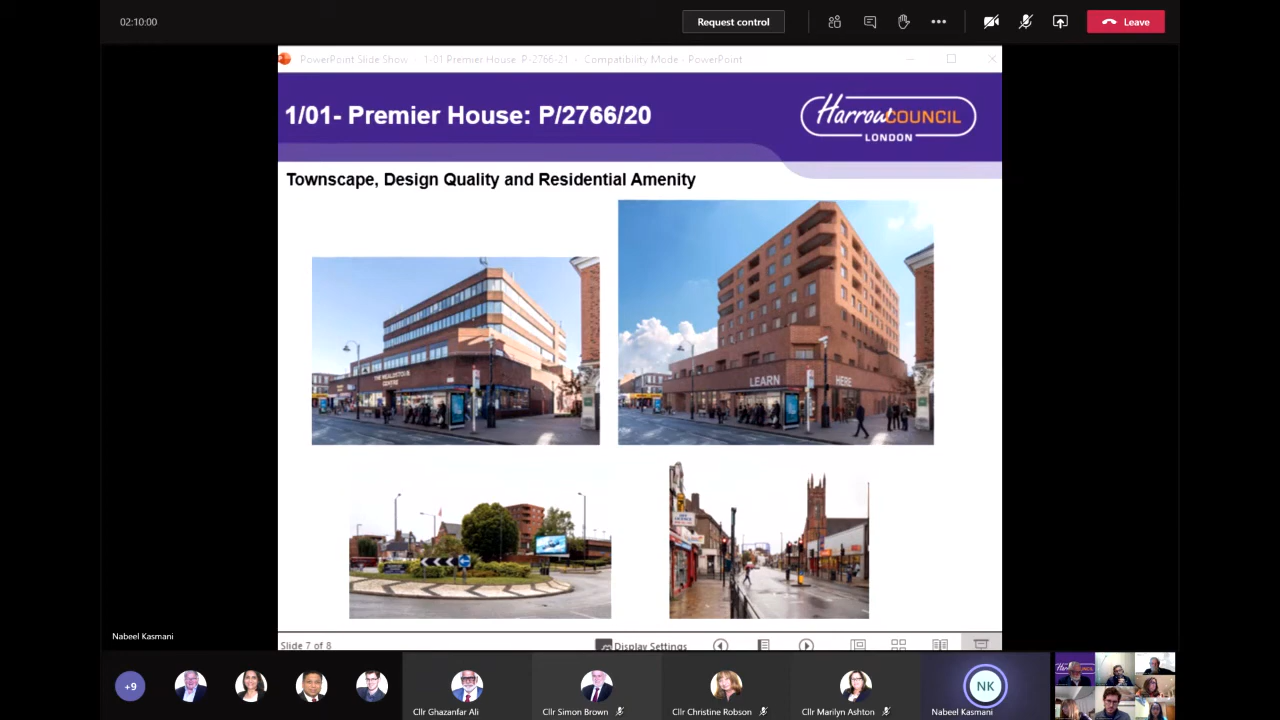 02:10:00
Request control
Leave
PowerPoint Slide Show - 1-01 Premier House P-2766-21 - Compatibility Mode - PowerPoint
1/01- Premier House: P/2766/20
Harrow COUNCIL
LONDON
Townscape, Design Quality and Residential Amenity
LEARN HERE
Nabeel Kasmani
Slide 7 of 8
Display Settings
+9
NK
Cllr Ghazanfar Ali
Cllr Simon Brown
Cllr Christine Robson
Cllr Marilyn Ashton
Nabeel Kasmani